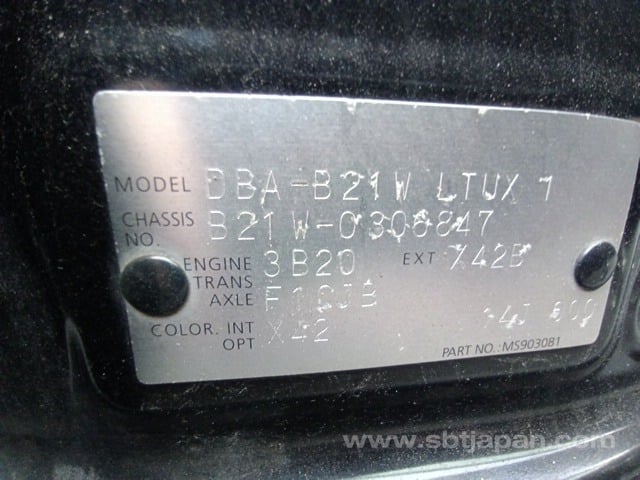 MODEL DBA-B21W LTUX 1
CHASSIS NO. B21W-0306847
ENGINE 3B20 EXT X42B
TRANS AXLE
COLOR. INT X42
OPT
PART NO.: MS903081
www.sbtjapan.com